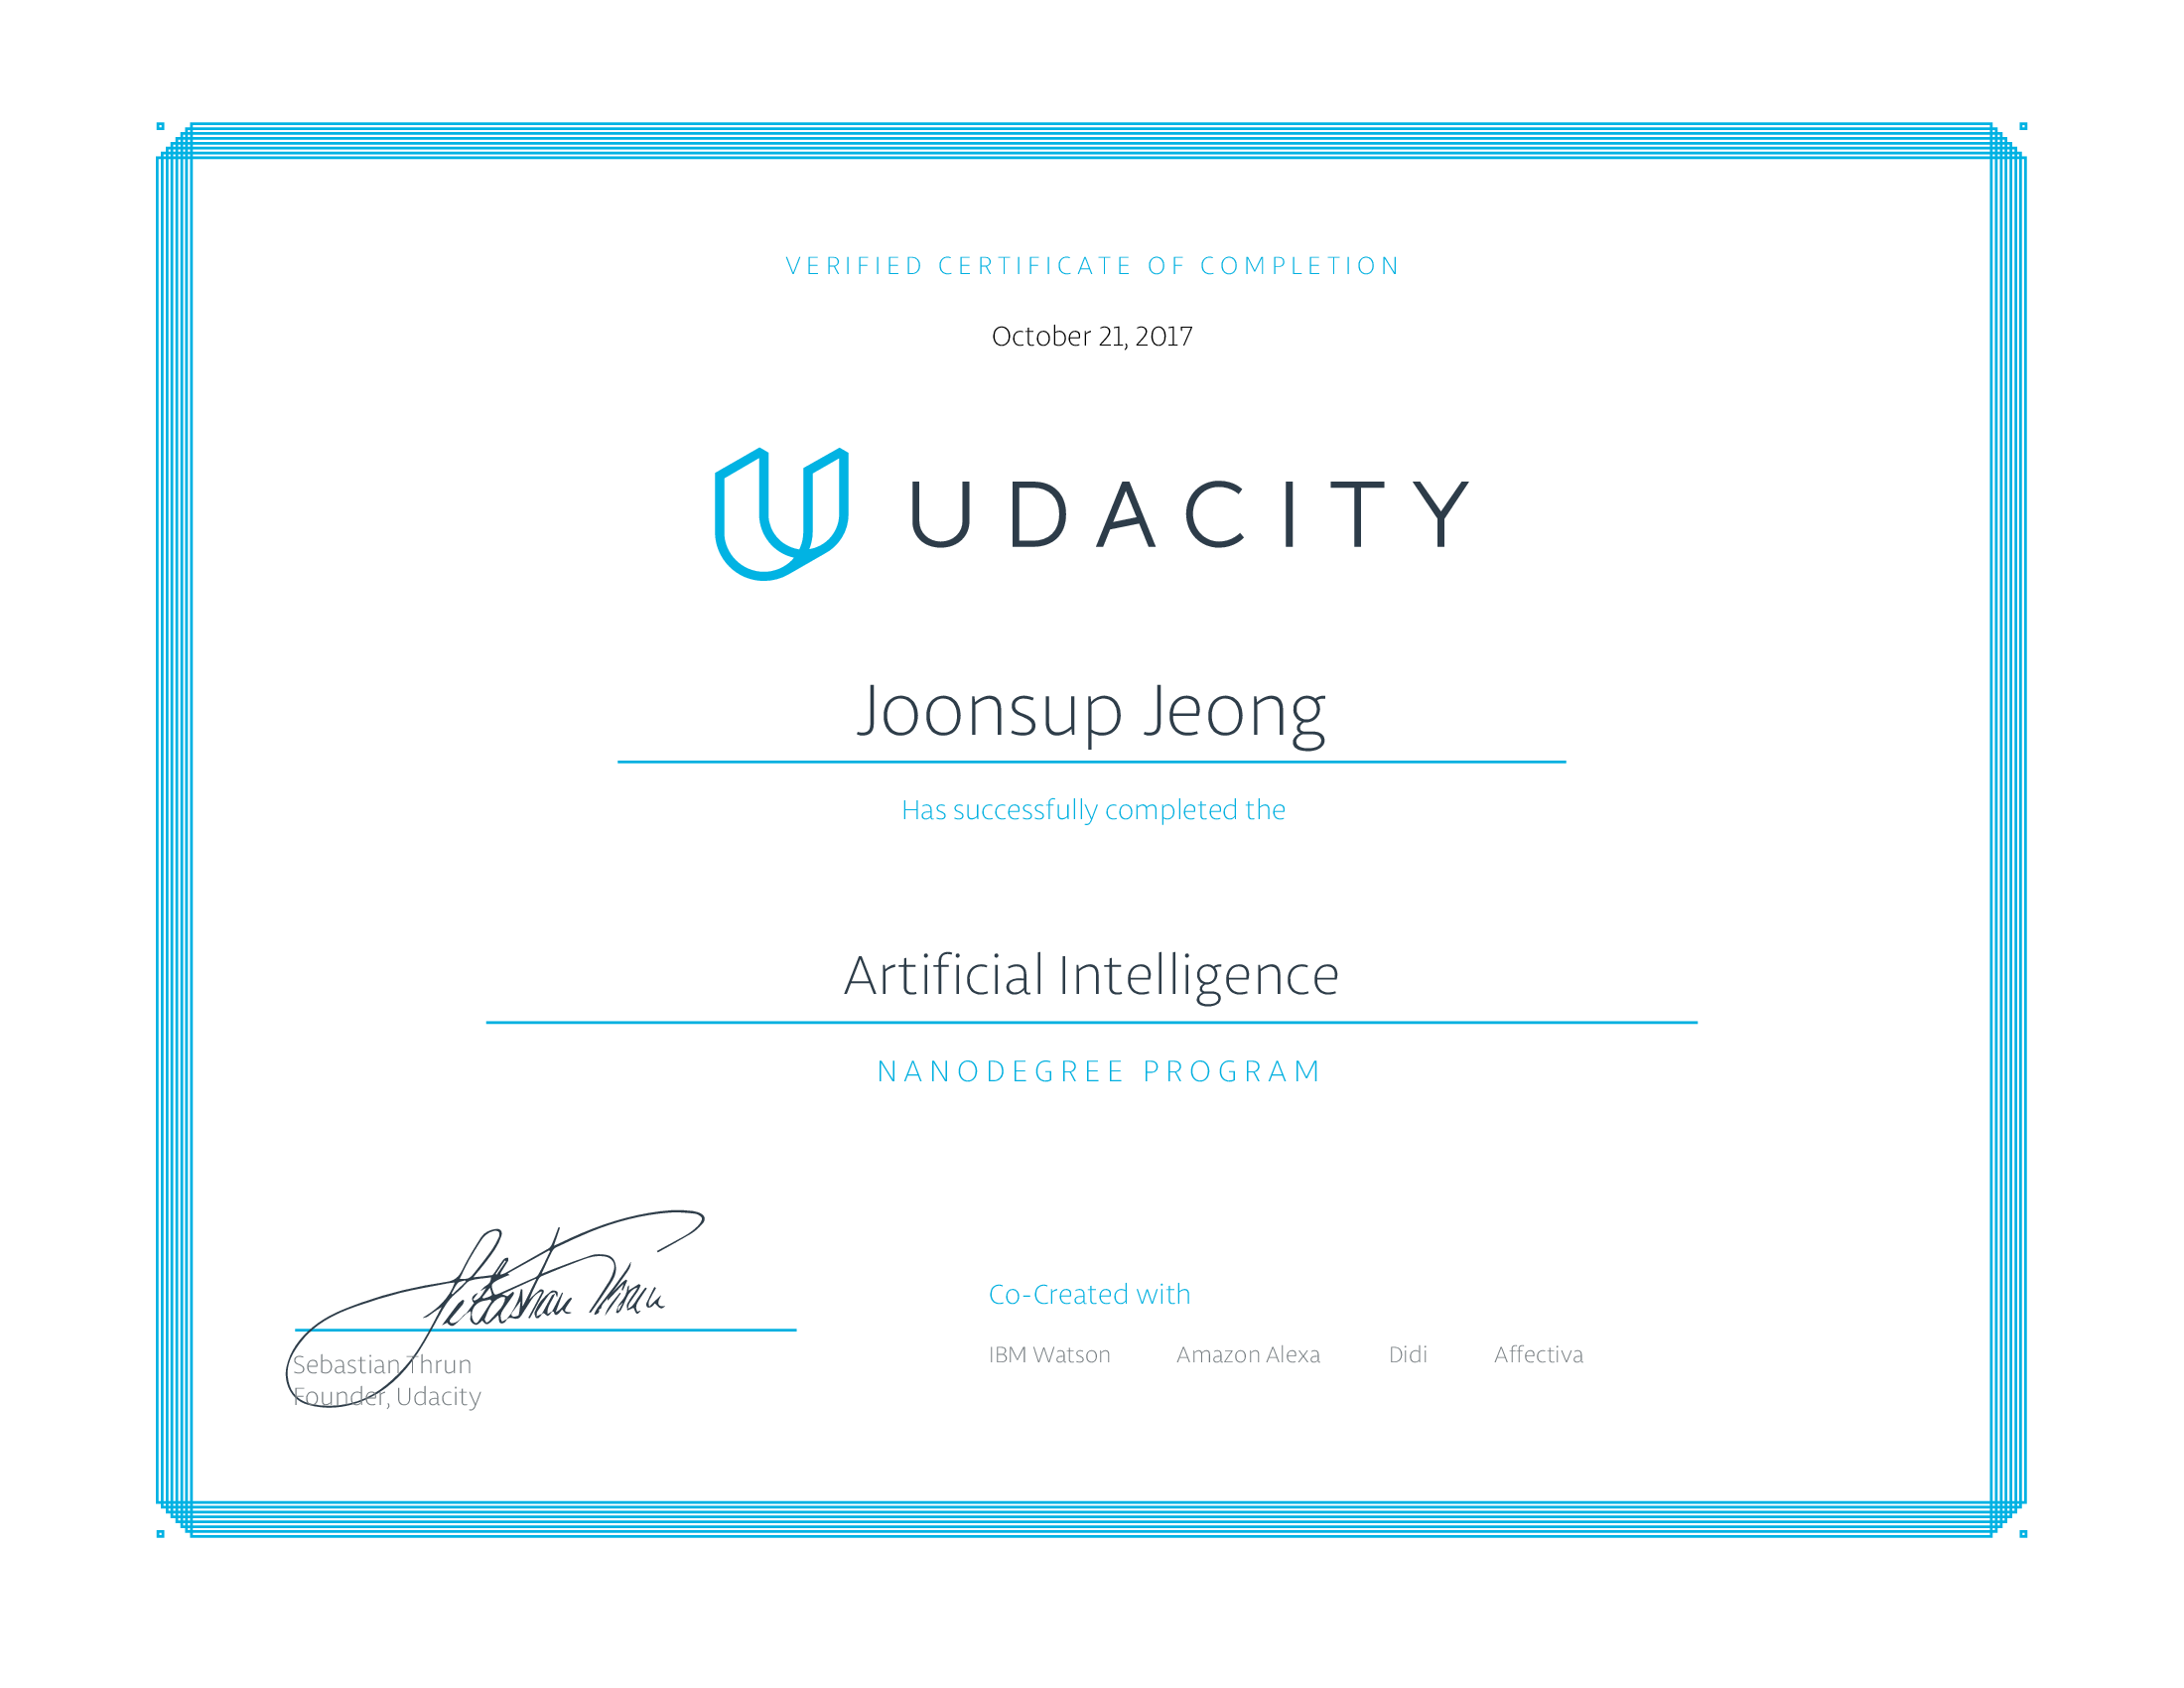 VERIFIED CERTIFICATE OF COMPLETION
October 21, 2017
UDACITY
Joonsup Jeong
Has successfully completed the
Artificial Intelligence
NANODEGREE PROGRAM
Sebastian Thrun
Sebastian Thrun
Founder, Udacity
Co-Created with
IBM Watson Amazon Alexa Didi Affectiva